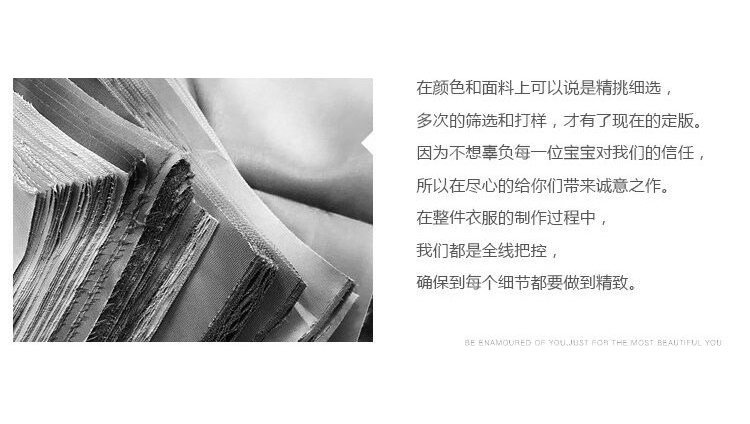 在颜色和面料上可以说是精挑细选，
多次的筛选和打样，才有了现在的定版。
因为不想辜负每一位宝宝对我们的信任，
所以在尽心的给你们带来诚意之作。
在整件衣服的制作过程中，
我们都是全线把控，
确保到每个细节都要做到精致。
BE ENAMOURED OF YOU,JUST FOR THE MOST BEAUTIFUL YOU